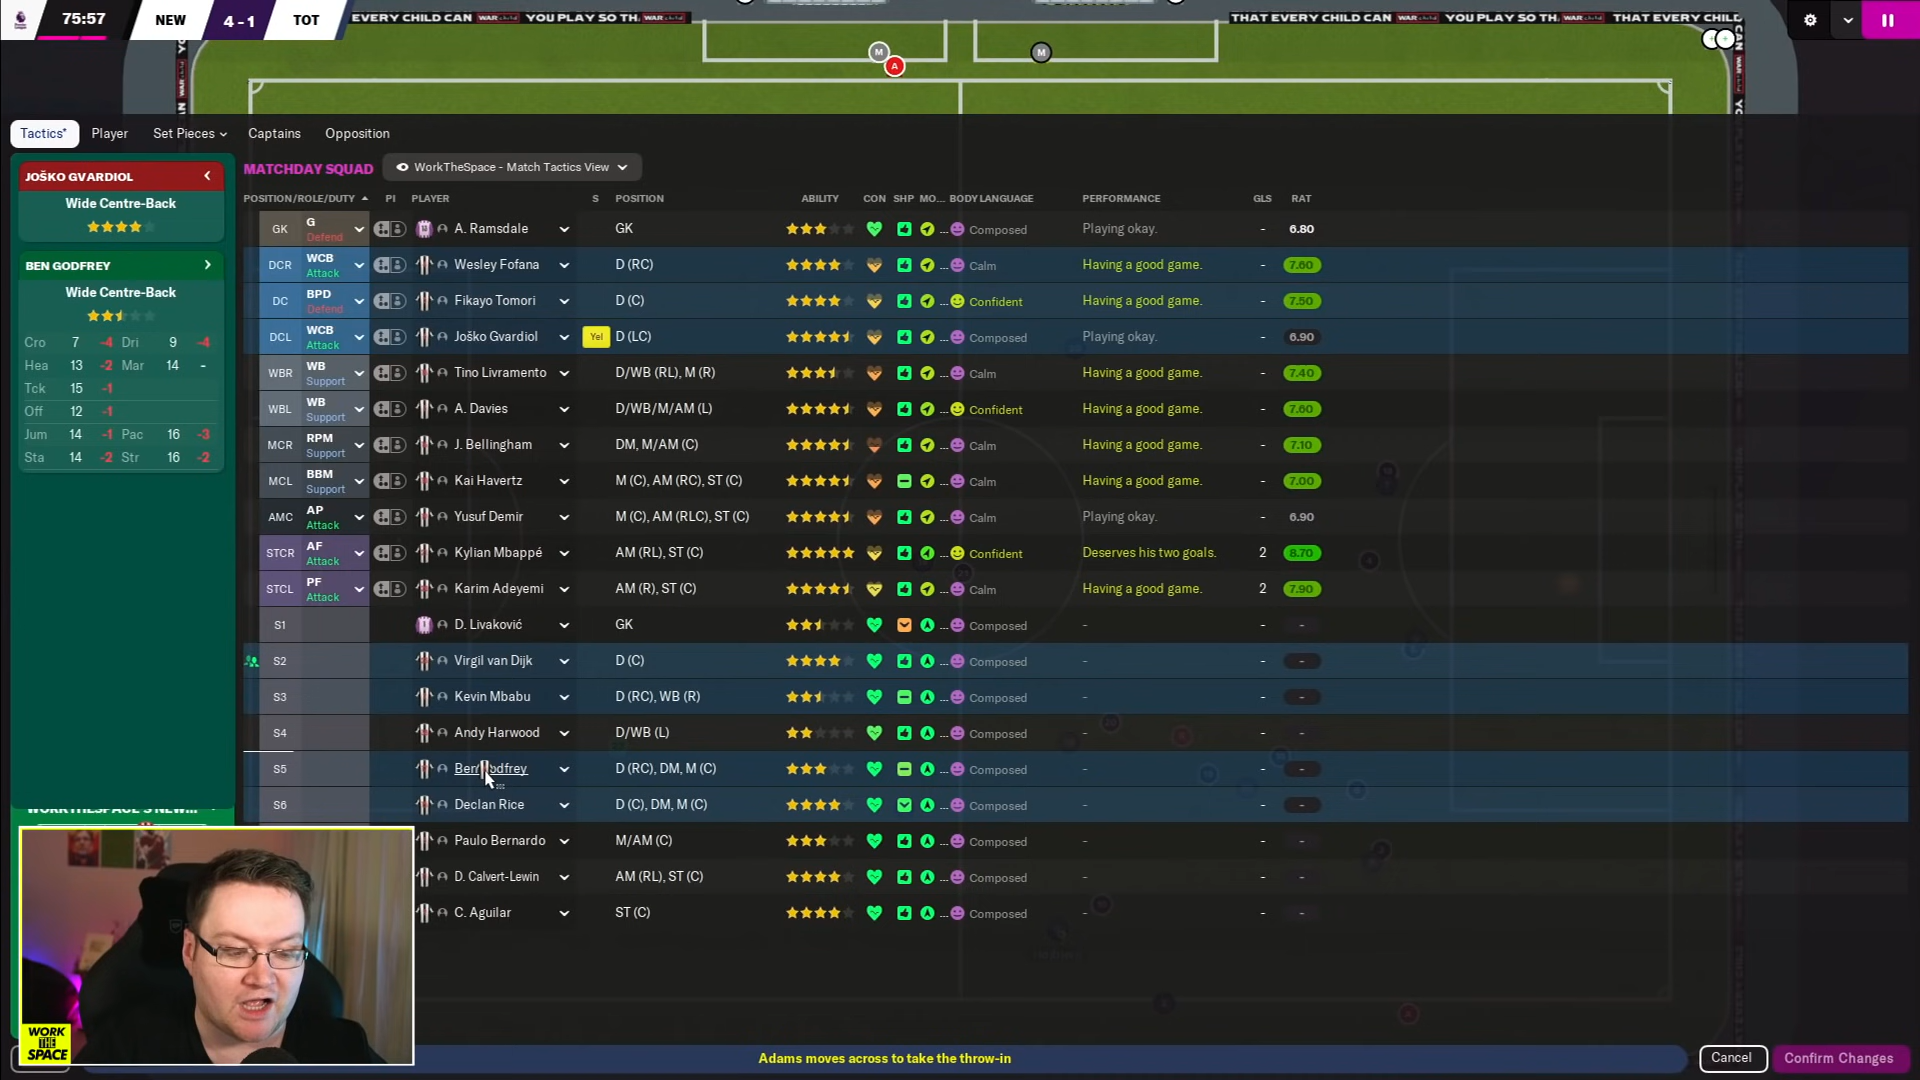 75:57 NEW 4 - 1 TOT
EVERY CHILD CAN WAR child YOU PLAY SO TH WAR child
THAT EVERY CHILD CAN WAR child YOU PLAY SO TH WAR child THAT EVERY CHILD
M A M
Tactics* Player Set Pieces Captains Opposition
JOŠKO GVARDIOL
Wide Centre-Back
BEN GODFREY
Wide Centre-Back
Cro 7 -4 Dri 9 -4
Hea 13 -2 Mar 14 -
Tck 15 -1
Off 12 -1
Jum 14 -1 Pac 16 -3
Sta 14 -2 Str 16 -2
MATCHDAY SQUAD WorkTheSpace - Match Tactics View
POSITION/ROLE/DUTY PI PLAYER S POSITION ABILITY CON SHP MO... BODY LANGUAGE PERFORMANCE GLS RAT
GK G Defend A. Ramsdale GK ... Composed Playing okay. - 6.80
DCR WCB Attack Wesley Fofana D (RC) ... Calm Having a good game. - 7.60
DC BPD Defend Fikayo Tomori D (C) ... Confident Having a good game. - 7.50
DCL WCB Attack Joško Gvardiol Yel D (LC) ... Composed Playing okay. - 6.90
WBR WB Support Tino Livramento D/WB (RL), M (R) ... Calm Having a good game. - 7.40
WBL WB Support A. Davies D/WB/M/AM (L) ... Confident Having a good game. - 7.60
MCR RPM Support J. Bellingham DM, M/AM (C) ... Calm Having a good game. - 7.10
MCL BBM Support Kai Havertz M (C), AM (RC), ST (C) ... Calm Having a good game. - 7.00
AMC AP Attack Yusuf Demir M (C), AM (RLC), ST (C) ... Calm Playing okay. - 6.90
STCR AF Attack Kylian Mbappé AM (RL), ST (C) ... Confident Deserves his two goals. 2 8.70
STCL PF Attack Karim Adeyemi AM (R), ST (C) ... Calm Having a good game. 2 7.90
S1 D. Livaković GK ... Composed - - -
S2 Virgil van Dijk D (C) ... Composed - - -
S3 Kevin Mbabu D (RC), WB (R) ... Composed - - -
S4 Andy Harwood D/WB (L) ... Composed - - -
S5 Ben Godfrey D (RC), DM, M (C) ... Composed - - -
S6 Declan Rice D (C), DM, M (C) ... Composed - - -
Paulo Bernardo M/AM (C) ... Composed - - -
D. Calvert-Lewin AM (RL), ST (C) ... Composed - - -
C. Aguilar ST (C) ... Composed - - -
WORKTHESPACE'S NEW...
WORK
THE
SPACE
Adams moves across to take the throw-in
Cancel Confirm Changes